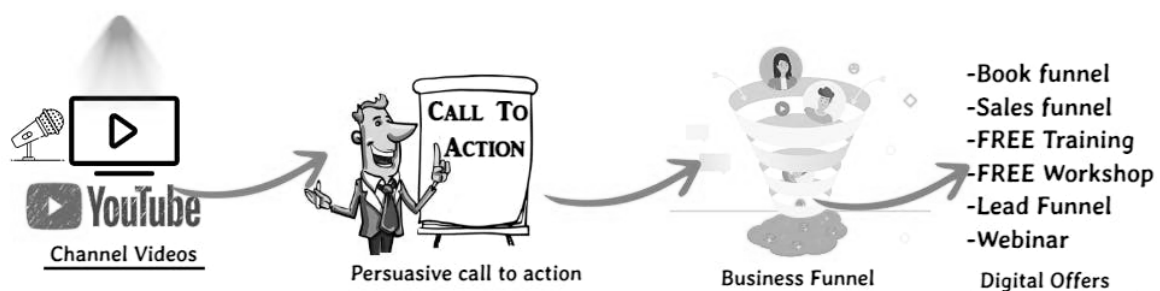 YouTube
Channel Videos
CALL TO
ACTION
Persuasive call to action
Business Funnel
-Book funnel
-Sales funnel
-FREE Training
-FREE Workshop
-Lead Funnel
-Webinar
Digital Offers